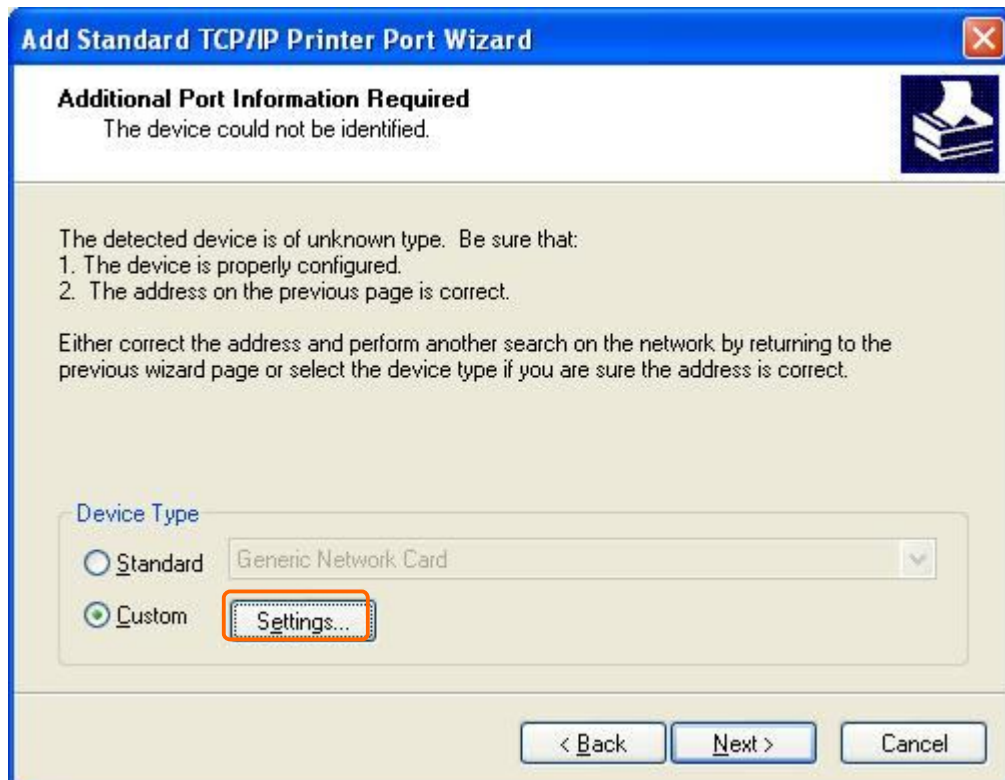 Add Standard TCP/IP Printer Port Wizard
Additional Port Information Required
The device could not be identified.
The detected device is of unknown type.  Be sure that:
1. The device is properly configured.
2.  The address on the previous page is correct.
Either correct the address and perform another search on the network by returning to the
previous wizard page or select the device type if you are sure the address is correct.
Device Type
Standard
Generic Network Card
Custom
Settings...
< Back
Next >
Cancel